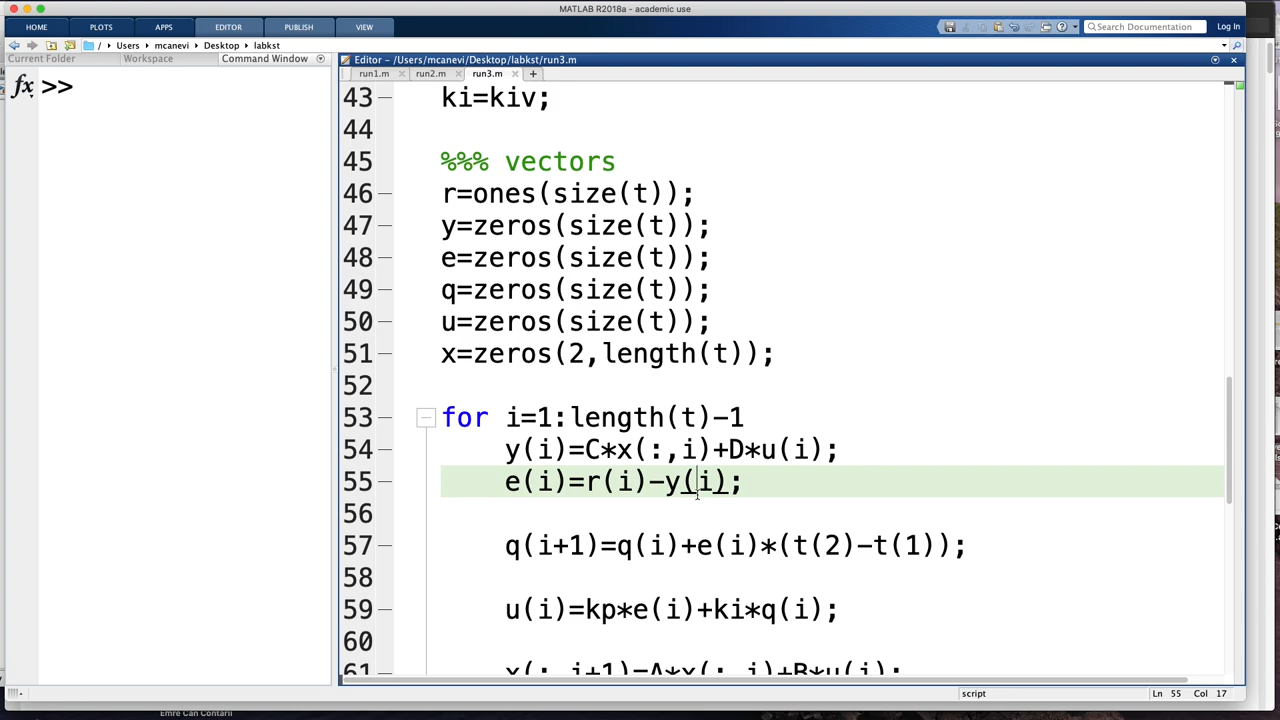 MATLAB R2018a - academic use
HOME PLOTS APPS EDITOR PUBLISH VIEW Search Documentation Log In
/ ▸ Users ▸ mcanevi ▸ Desktop ▸ labkst
Current Folder Workspace Command Window
Editor - /Users/mcanevi/Desktop/labkst/run3.m
run1.m × run2.m × run3.m × +
fx >>
43 ki=kiv;
44
45 %%% vectors
46 r=ones(size(t));
47 y=zeros(size(t));
48 e=zeros(size(t));
49 q=zeros(size(t));
50 u=zeros(size(t));
51 x=zeros(2,length(t));
52
53 for i=1:length(t)-1
54 y(i)=C*x(:,i)+D*u(i);
55 e(i)=r(i)-y(i);
56
57 q(i+1)=q(i)+e(i)*(t(2)-t(1));
58
59 u(i)=kp*e(i)+ki*q(i);
60
61 x(:,i+1)=A*x(:,i)+B*u(i);
script Ln 55 Col 17
Emre Can Contarli